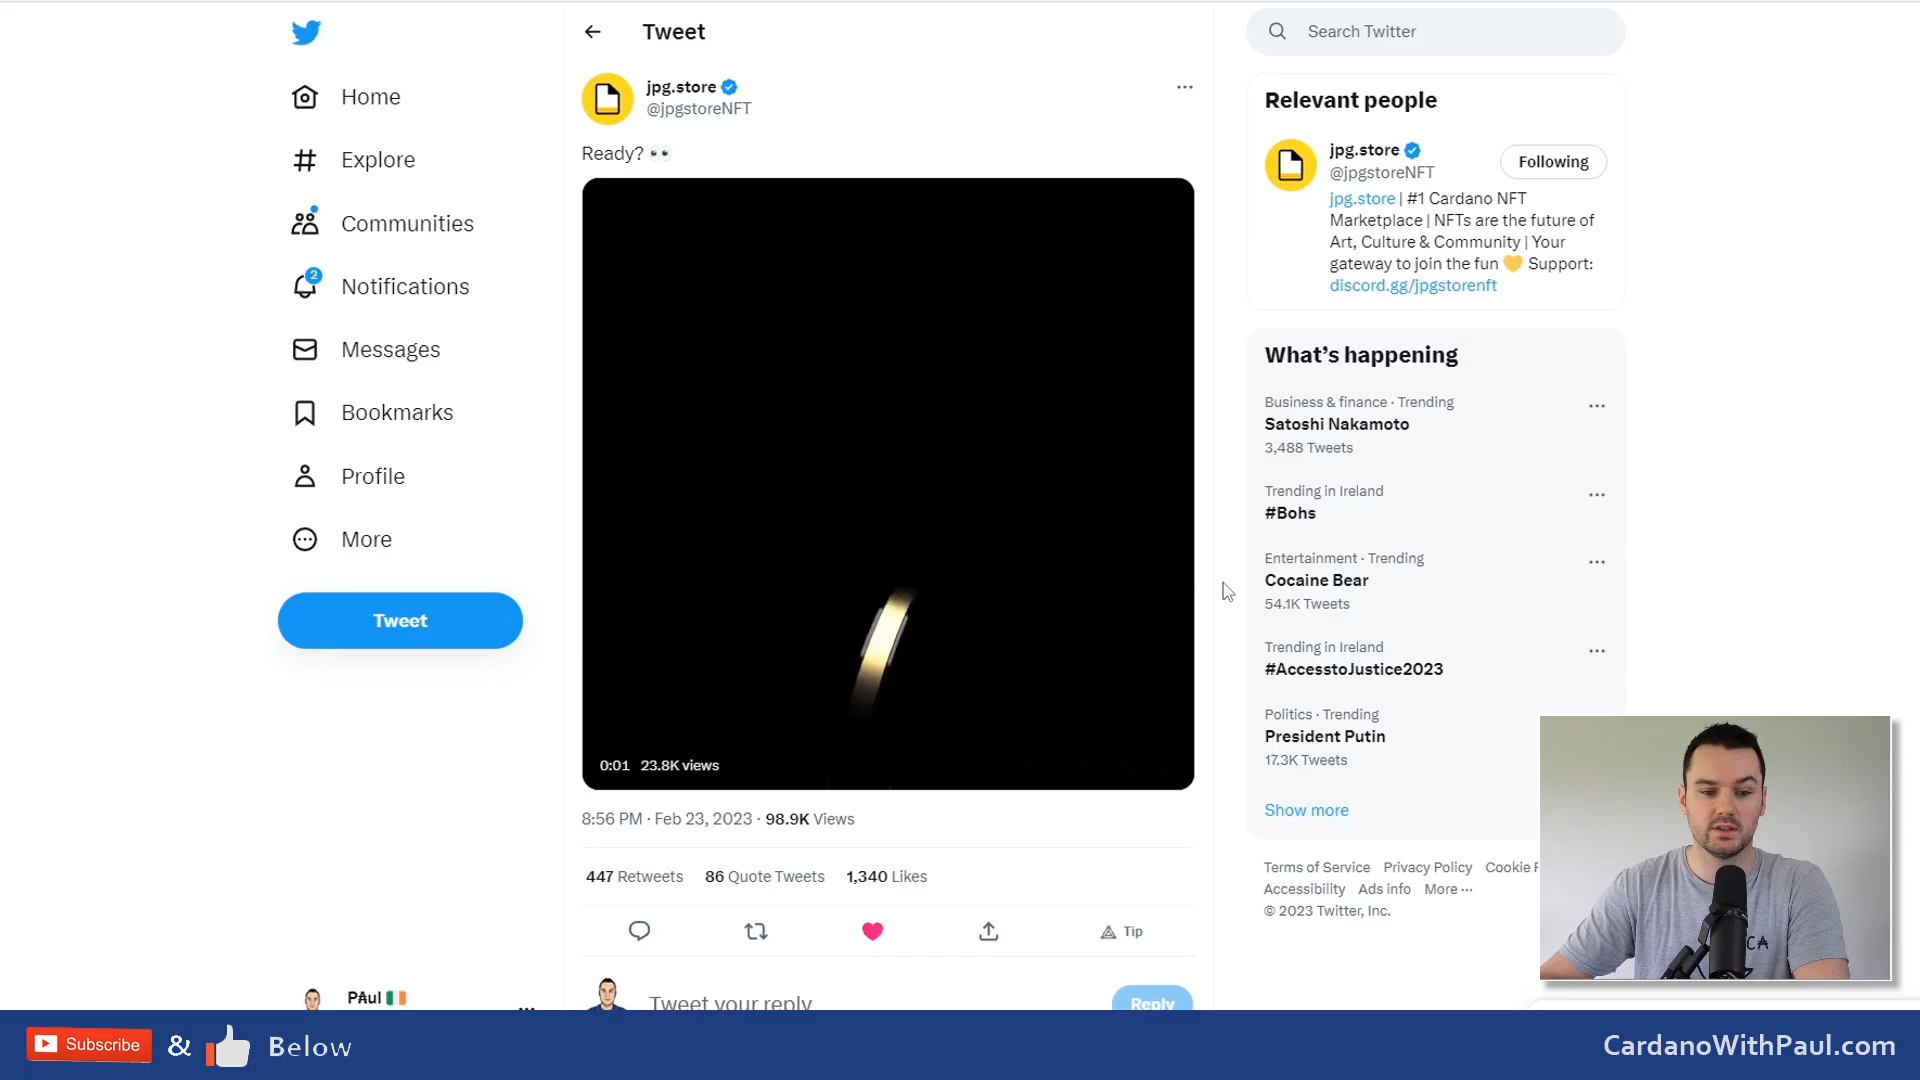 Home
Explore
Communities
2
Notifications
Messages
Bookmarks
Profile
More
Tweet
PAul
Tweet
jpg.store
@jpgstoreNFT
Ready? 👀
0:01 23.8K views
8:56 PM · Feb 23, 2023 · 98.9K Views
447 Retweets 86 Quote Tweets 1,340 Likes
Tip
Tweet your reply
Reply
Search Twitter
Relevant people
jpg.store
@jpgstoreNFT
Following
jpg.store | #1 Cardano NFT
Marketplace | NFTs are the future of
Art, Culture & Community | Your
gateway to join the fun 💛 Support:
discord.gg/jpgstorenft
What's happening
Business & finance · Trending
Satoshi Nakamoto
3,488 Tweets
Trending in Ireland
#Bohs
Entertainment · Trending
Cocaine Bear
54.1K Tweets
Trending in Ireland
#AccesstoJustice2023
Politics · Trending
President Putin
17.3K Tweets
Show more
Terms of Service Privacy Policy Cookie
Accessibility Ads info More ···
© 2023 Twitter, Inc.
Subscribe & Below
CardanoWithPaul.com